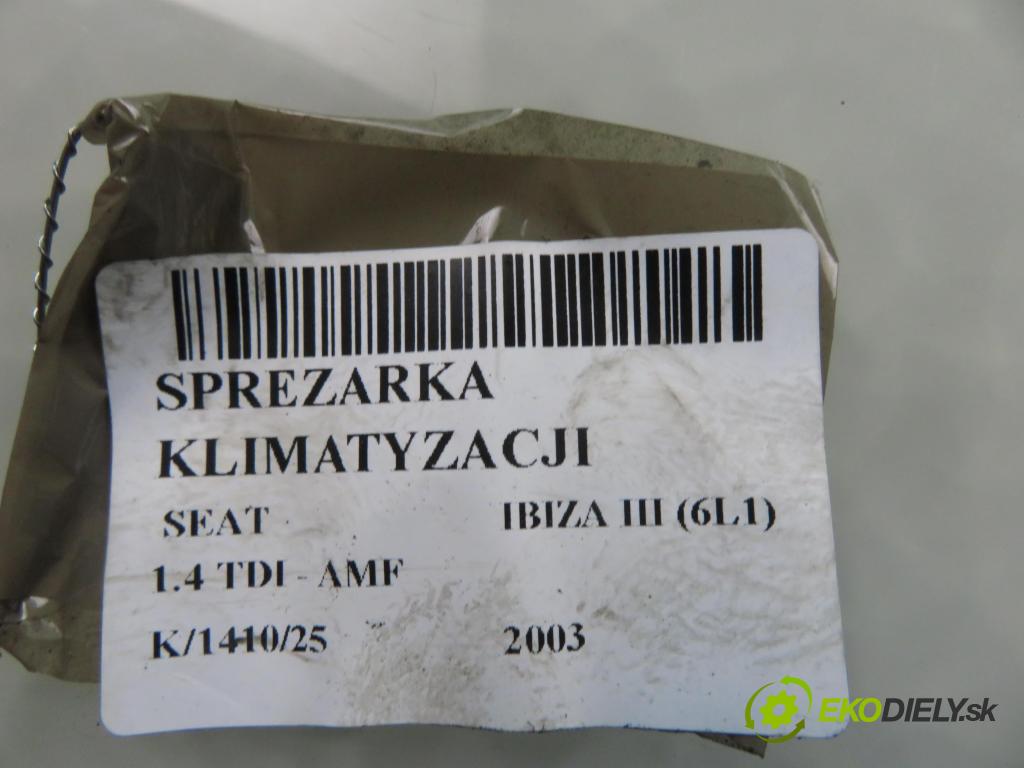 SPREZARKA
KLIMATYZACJI
SEAT IBIZA III (6L1)
1.4 TDI - AMF
K/1410/25 2003
EKODIELY.sk